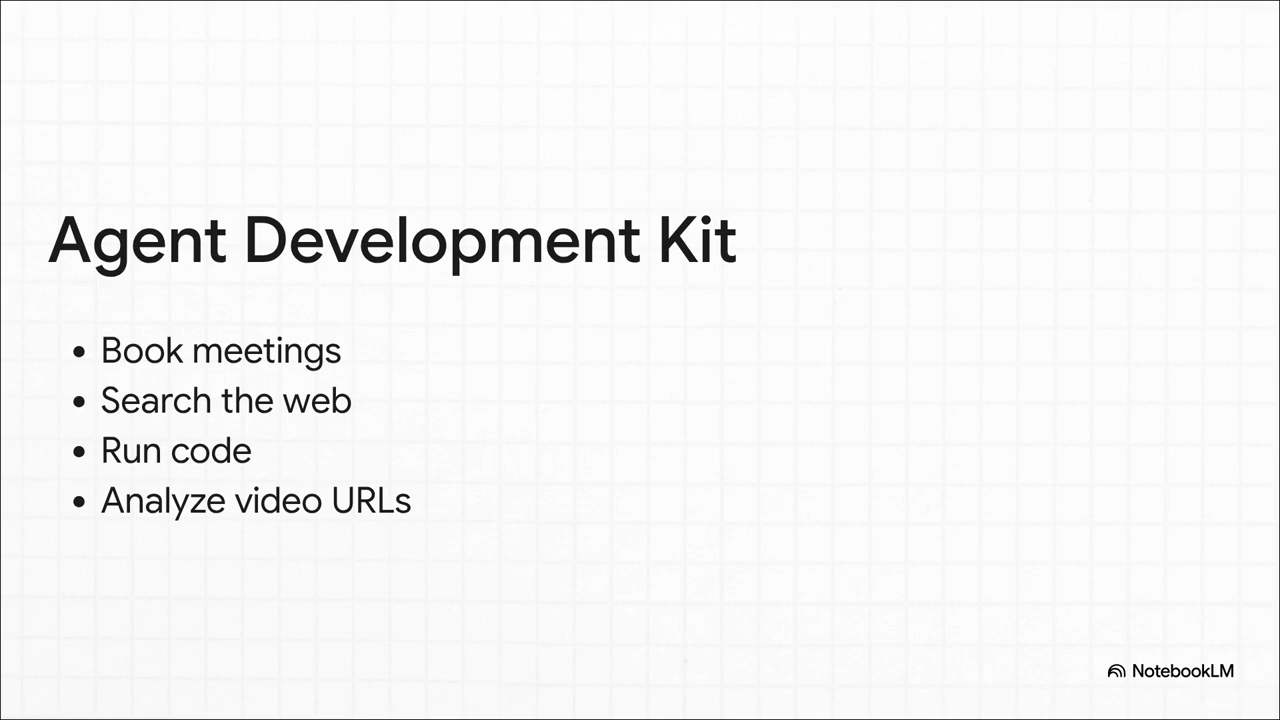 Agent Development Kit
• Book meetings
• Search the web
• Run code
• Analyze video URLs
NotebookLM